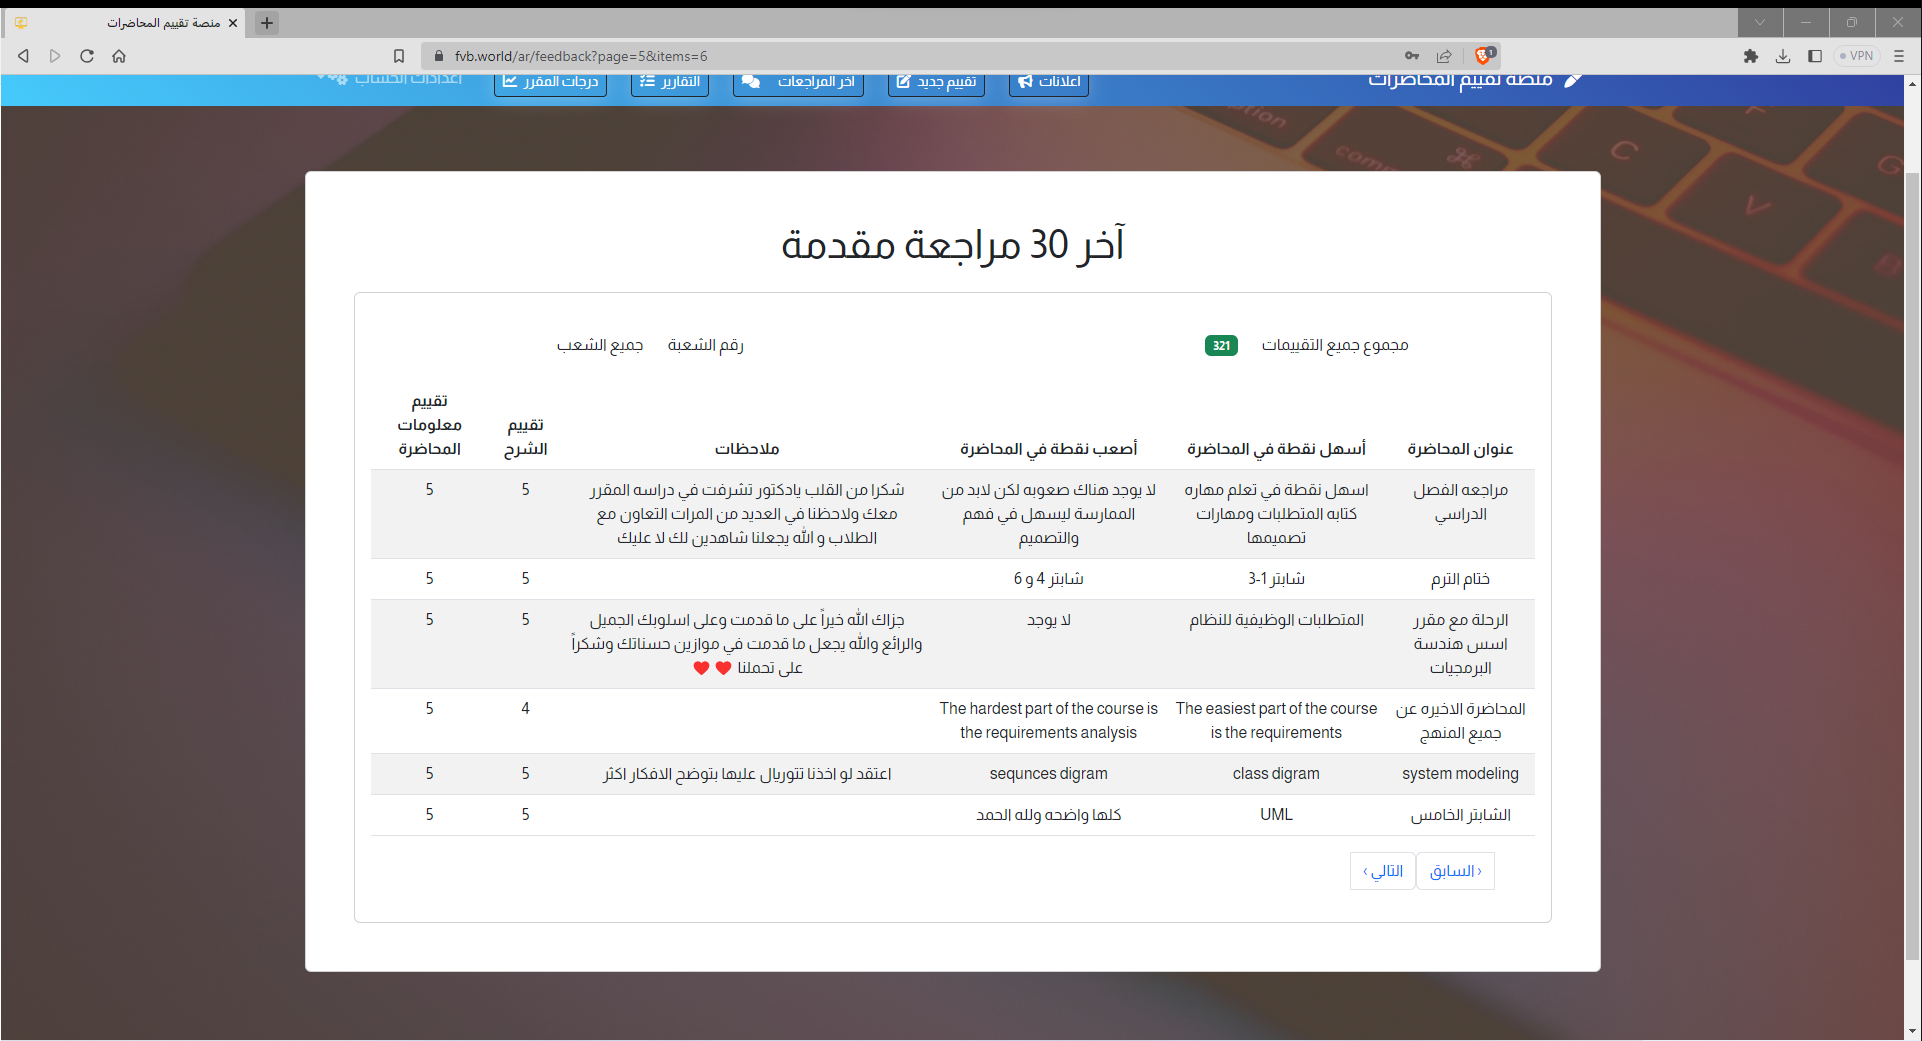 منصة تقييم المحاضرات
fvb.world/ar/feedback?page=5&items=6
1
VPN
منصة تقييم المحاضرات
اعلانات
تقييم جديد
اخر المراجعات
التقارير
درجات المقرر
اعدادات الحساب
آخر 30 مراجعة مقدمة
مجموع جميع التقييمات 321
رقم الشعبة جميع الشعب
عنوان المحاضرة
أسهل نقطة في المحاضرة
أصعب نقطة في المحاضرة
ملاحظات
تقييم
الشرح
تقييم
معلومات
المحاضرة
مراجعه الفصل
الدراسي
اسهل نقطة في تعلم مهاره
كتابه المتطلبات ومهارات
تصميمها
لا يوجد هناك صعوبه لكن لابد من
الممارسة ليسهل في فهم
والتصميم
شكرا من القلب يادكتور تشرفت في دراسه المقرر
معك ولاحظنا في العديد من المرات التعاون مع
الطلاب و الله يجعلنا شاهدين لك لا عليك
5
5
ختام الترم
شابتر 1-3
شابتر 4 و 6
5
5
الرحلة مع مقرر
اسس هندسة
البرمجيات
المتطلبات الوظيفية للنظام
لا يوجد
جزاك الله خيراً على ما قدمت وعلى اسلوبك الجميل
والرائع والله يجعل ما قدمت في موازين حسناتك وشكراً
على تحملنا ❤ ❤
5
5
المحاضرة الاخيره عن
جميع المنهج
The easiest part of the course
is the requirements
The hardest part of the course is
the requirements analysis
4
5
system modeling
class digram
sequnces digram
اعتقد لو اخذنا تتوريال عليها بتوضح الافكار اكثر
5
5
الشابتر الخامس
UML
كلها واضحه ولله الحمد
5
5
‹ السابق
التالي ›
command
option
C
V
F
G
B